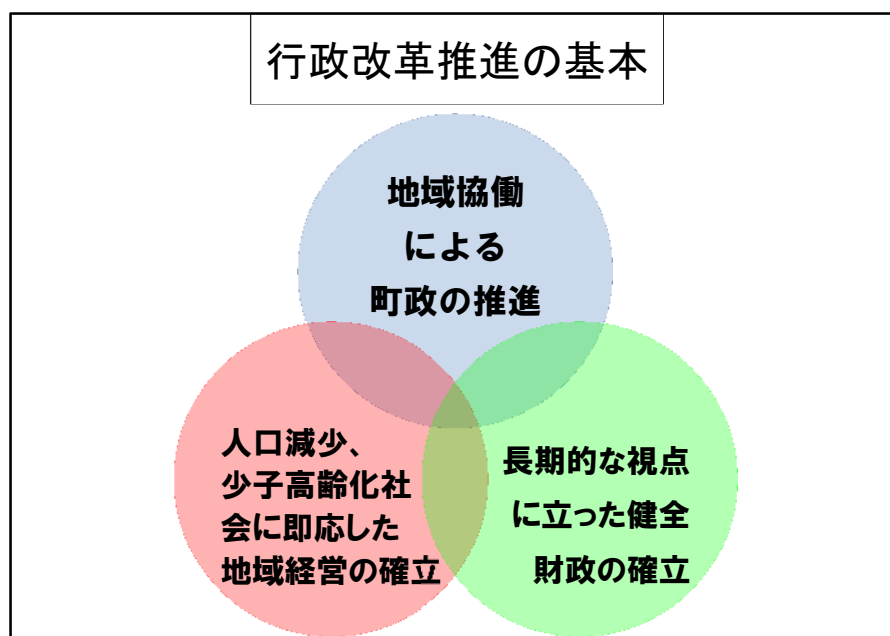 行政改革推進の基本
地域協働
による
町政の推進
人口減少、
少子高齢化社
会に即応した
地域経営の確立
長期的な視点
に立った健全
財政の確立